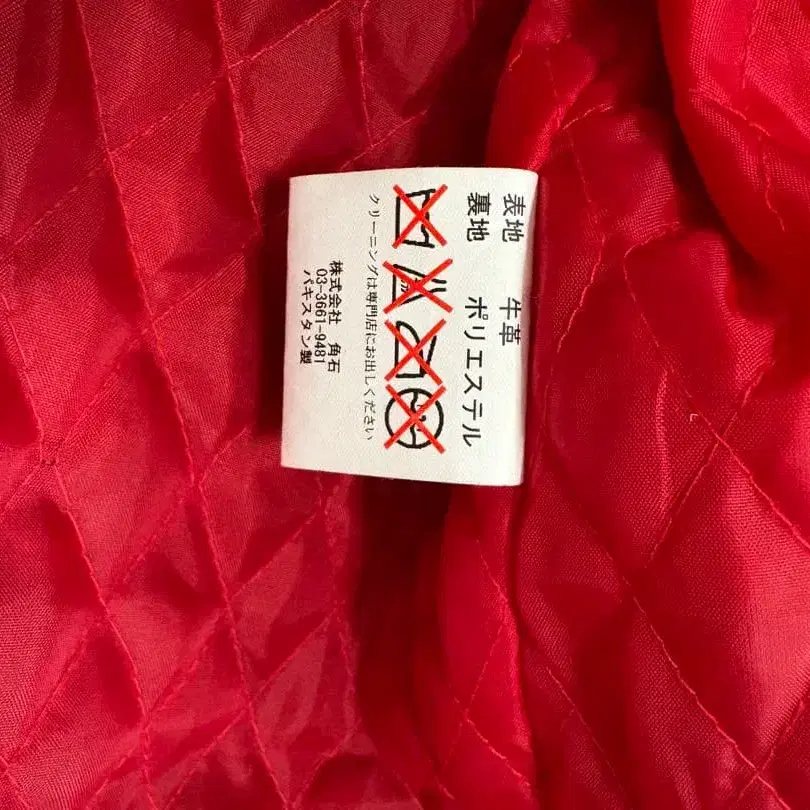 表地 牛革
裏地 ポリエステル
クリーニングは専門店にお出しください
株式会社 角石
03-3661-9481
パキスタン製